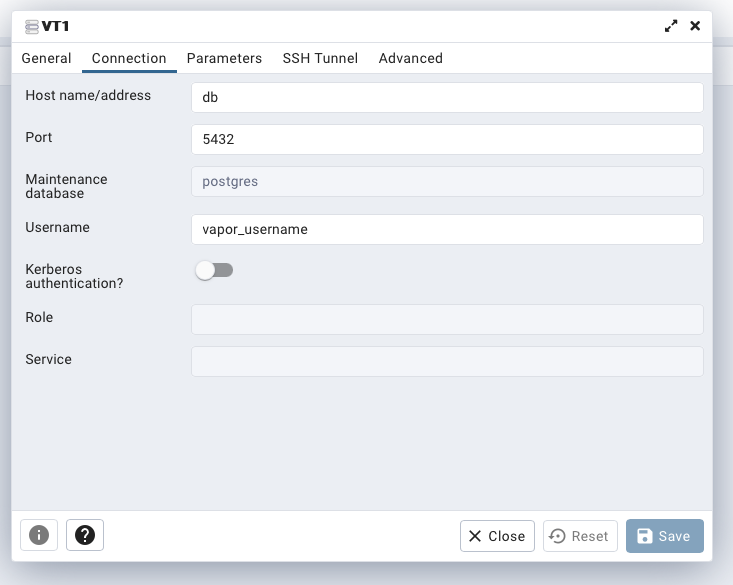 VT1
General Connection Parameters SSH Tunnel Advanced
Host name/address db
Port 5432
Maintenance
database postgres
Username vapor_username
Kerberos
authentication?
Role
Service
Close Reset Save